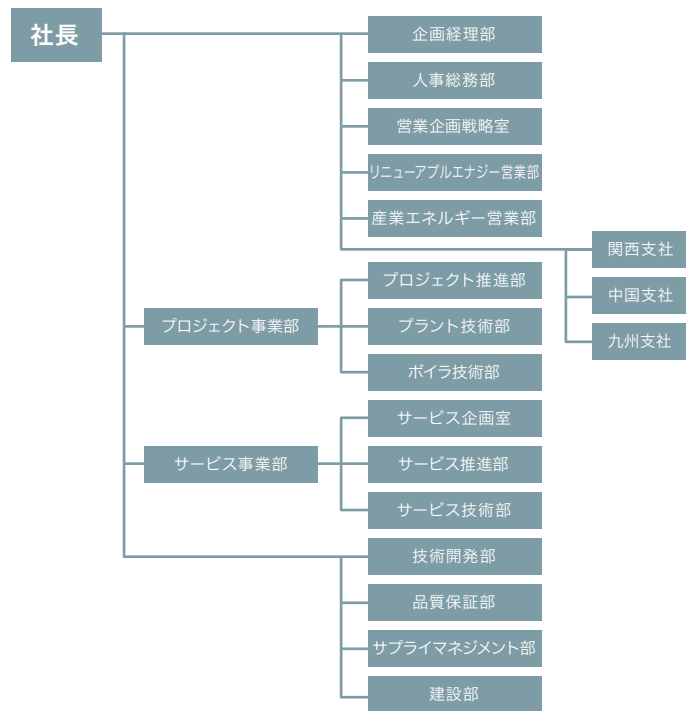 社長
企画経理部
人事総務部
営業企画戦略室
リニューアブルエナジー営業部
産業エネルギー営業部
関西支社
中国支社
九州支社
プロジェクト事業部
プロジェクト推進部
プラント技術部
ボイラ技術部
サービス事業部
サービス企画室
サービス推進部
サービス技術部
技術開発部
品質保証部
サプライマネジメント部
建設部